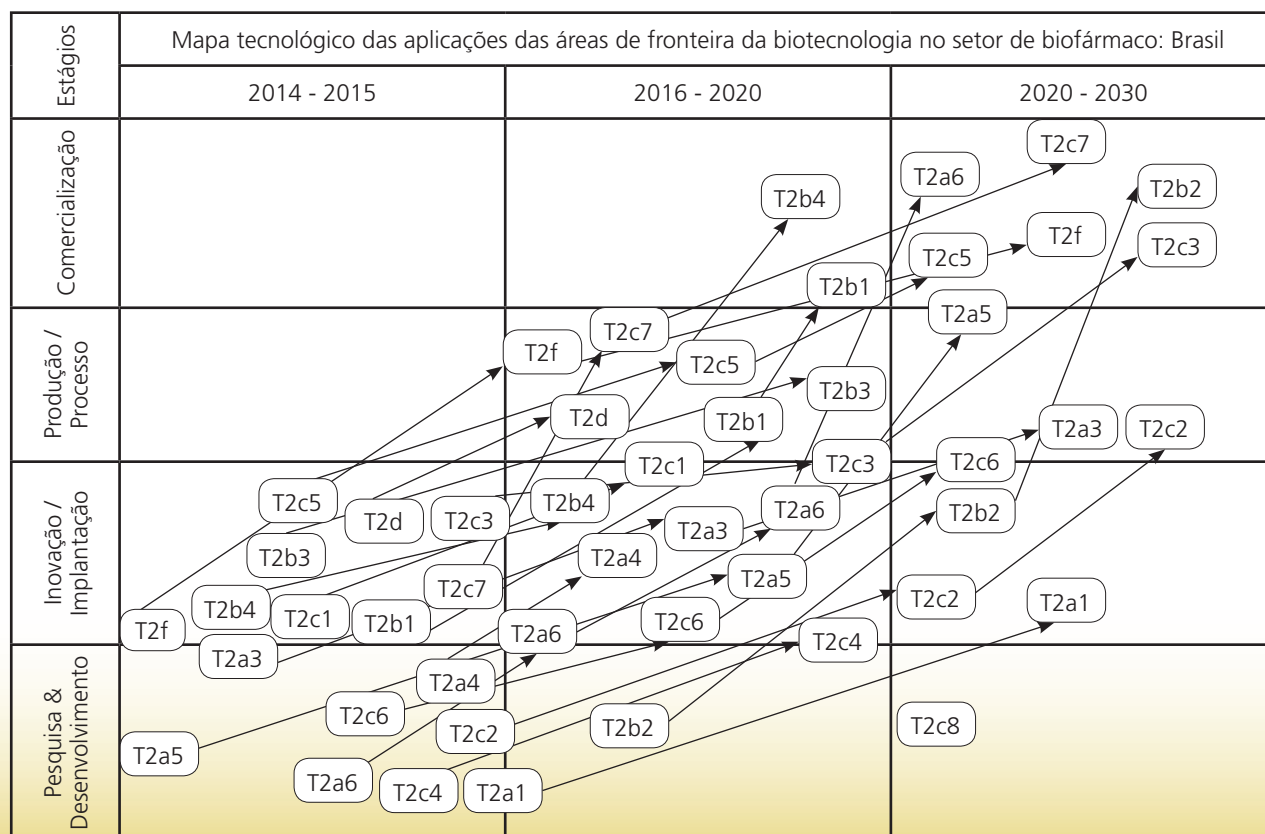 Estágios
Mapa tecnológico das aplicações das áreas de fronteira da biotecnologia no setor de biofármaco: Brasil
2014 - 2015
2016 - 2020
2020 - 2030
Comercialização
T2c7
T2a6
T2b2
T2b4
T2f
T2c3
T2c5
T2b1
Produção /
Processo
T2a5
T2c7
T2f
T2c5
T2b3
T2d
T2b1
T2a3
T2c2
Inovação /
Implantação
T2c3
T2c6
T2c1
T2c5
T2b4
T2a6
T2b2
T2d
T2c3
T2a3
T2b3
T2a4
T2a5
T2c7
T2c2
T2a1
T2b4
T2c1
T2b1
T2c6
T2f
T2a6
T2c4
T2a3
Pesquisa &
Desenvolvimento
T2a4
T2c6
T2c2
T2b2
T2c8
T2a5
T2a6
T2c4
T2a1